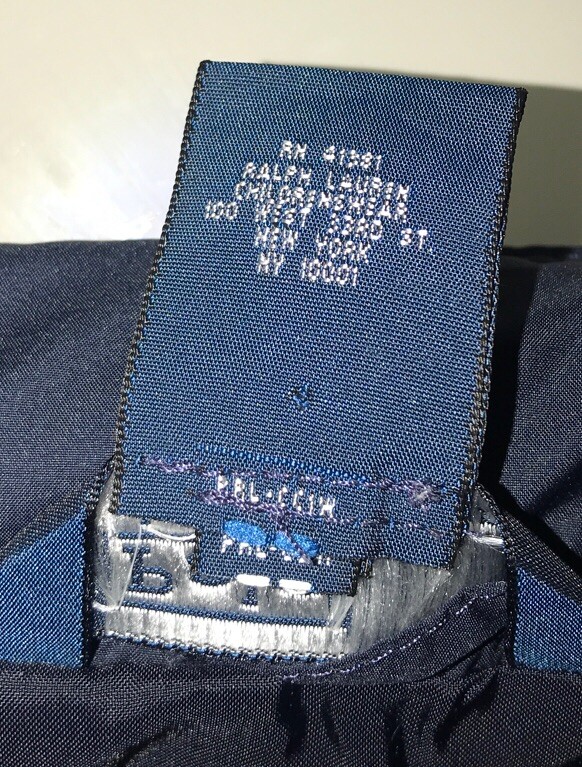 RN 41381
RALPH LAUREN
CHILDRENSWEAR
100 WEST 33RD ST.
NEW YORK
NY 10001